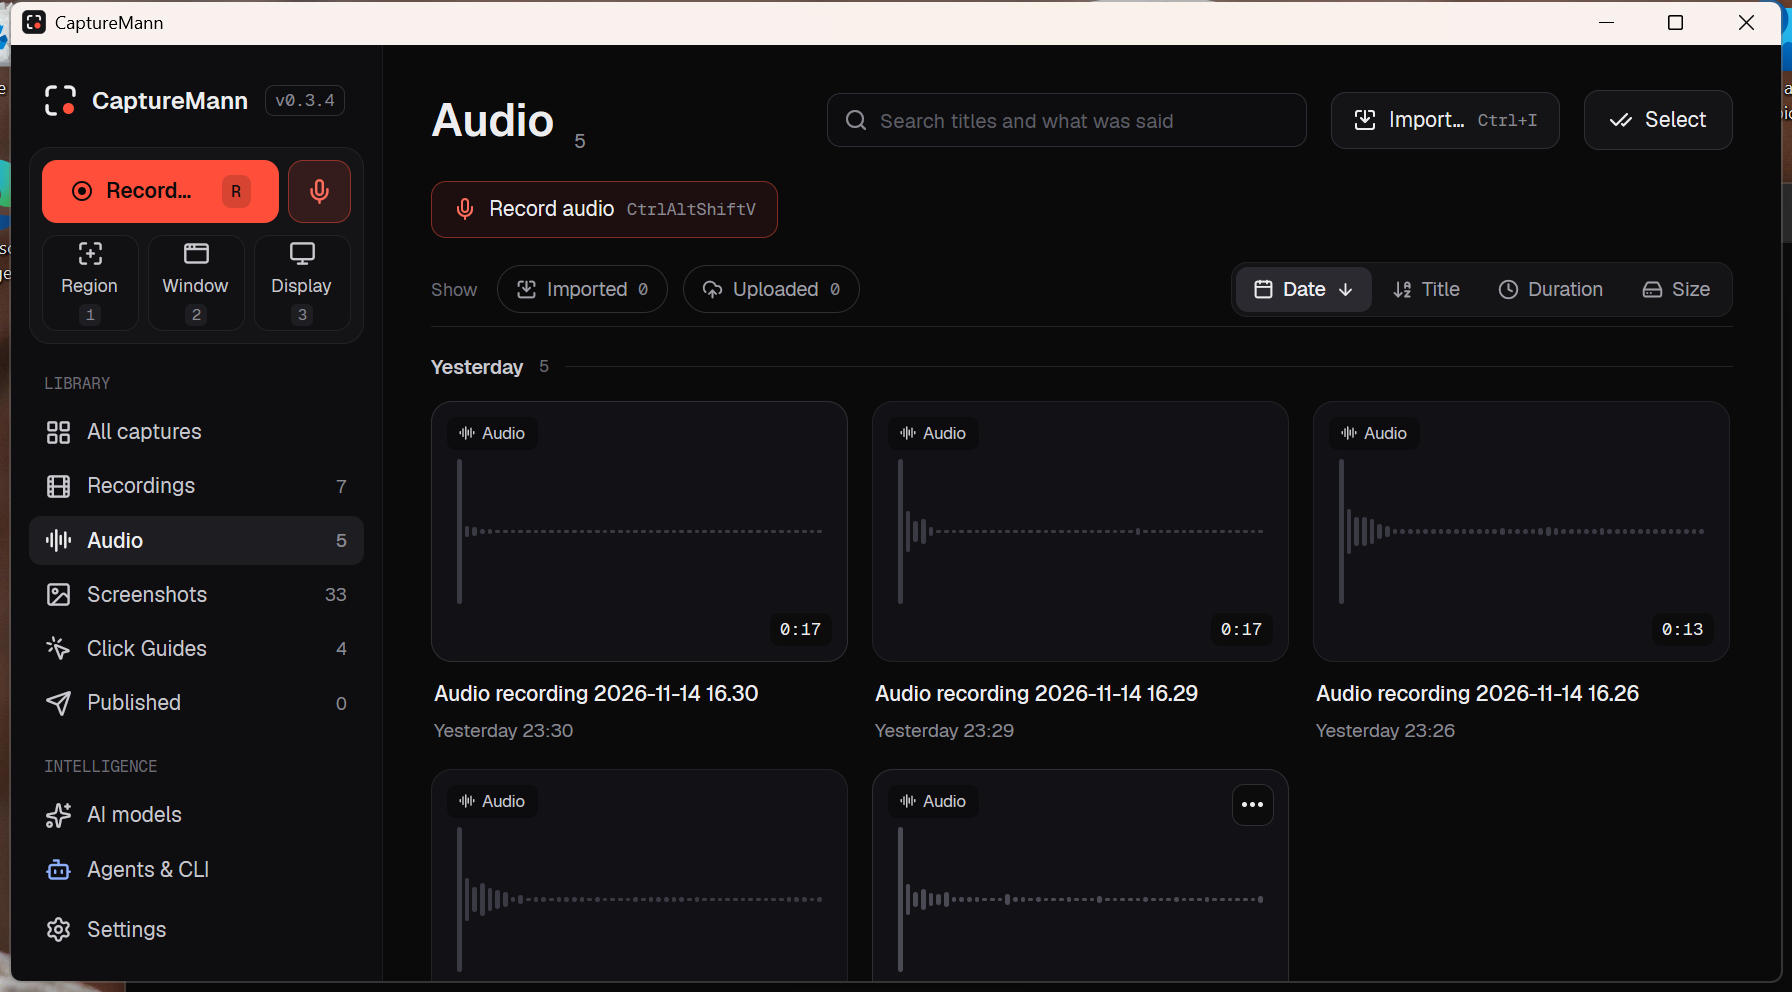 CaptureMann
CaptureMann v0.3.4
Record... R
Region
1
Window
2
Display
3
LIBRARY
All captures
Recordings 7
Audio 5
Screenshots 33
Click Guides 4
Published 0
INTELLIGENCE
AI models
Agents & CLI
Settings
Audio 5
Search titles and what was said
Import... Ctrl+I
Select
Record audio CtrlAltShiftV
Show Imported 0 Uploaded 0
Date ↓ Title Duration Size
Yesterday 5
Audio
0:17
Audio recording 2026-11-14 16.30
Yesterday 23:30
Audio
0:17
Audio recording 2026-11-14 16.29
Yesterday 23:29
Audio
0:13
Audio recording 2026-11-14 16.26
Yesterday 23:26
Audio
Audio